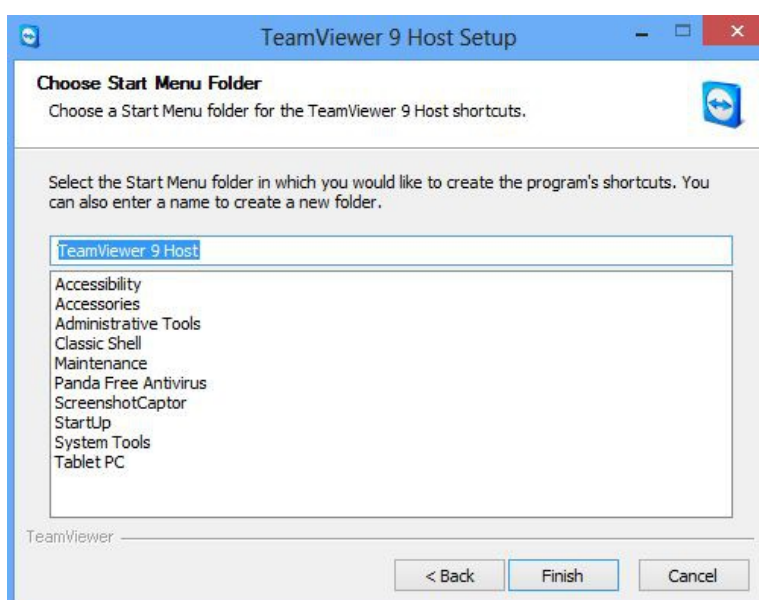 TeamViewer 9 Host Setup
Choose Start Menu Folder
Choose a Start Menu folder for the TeamViewer 9 Host shortcuts.
Select the Start Menu folder in which you would like to create the program's shortcuts. You
can also enter a name to create a new folder.
TeamViewer 9 Host
Accessibility
Accessories
Administrative Tools
Classic Shell
Maintenance
Panda Free Antivirus
ScreenshotCaptor
StartUp
System Tools
Tablet PC
TeamViewer
< Back Finish Cancel